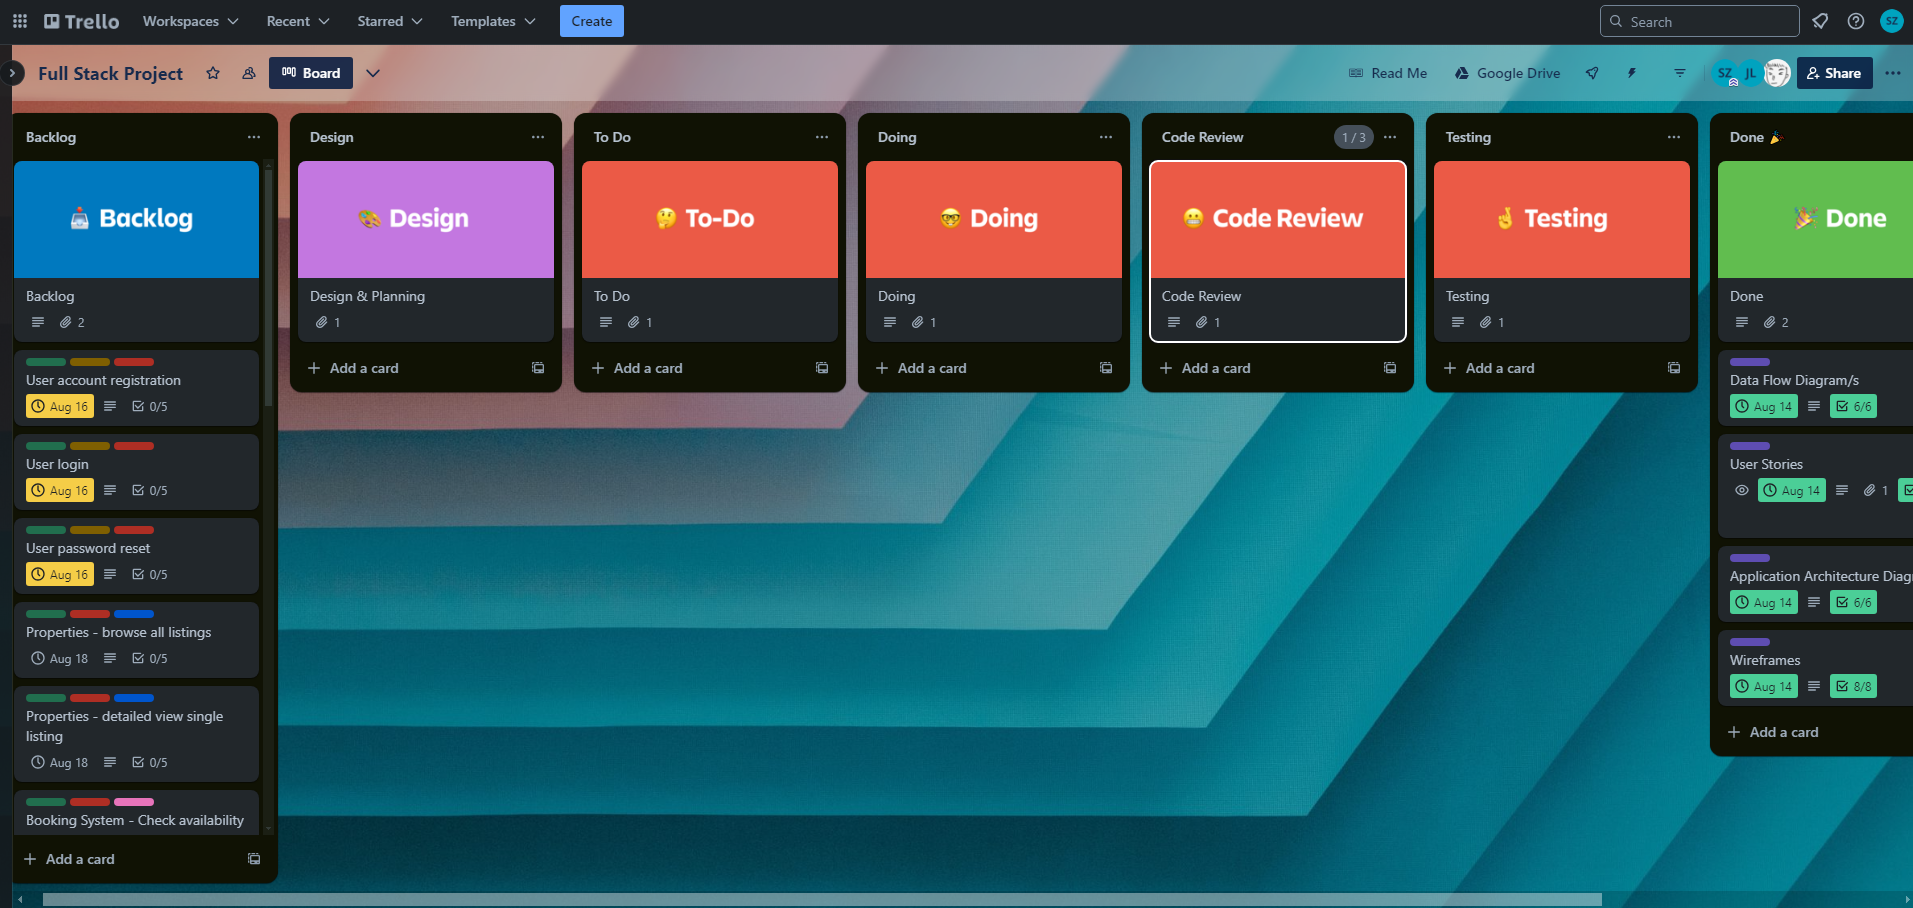 Trello
Workspaces
Recent
Starred
Templates
Create
Search
SZ
Full Stack Project
Board
Read Me
Google Drive
SZ
JL
Share
Backlog
Backlog
Backlog
2
User account registration
Aug 16
0/5
User login
Aug 16
0/5
User password reset
Aug 16
0/5
Properties - browse all listings
Aug 18
0/5
Properties - detailed view single
listing
Aug 18
0/5
Booking System - Check availability
Add a card
Design
Design
Design & Planning
1
Add a card
To Do
To-Do
To Do
1
Add a card
Doing
Doing
Doing
1
Add a card
Code Review
1 / 3
Code Review
Code Review
1
Add a card
Testing
Testing
Testing
1
Add a card
Done
Done
Done
2
Data Flow Diagram/s
Aug 14
6/6
User Stories
Aug 14
1
Application Architecture Diag
Aug 14
6/6
Wireframes
Aug 14
8/8
Add a card